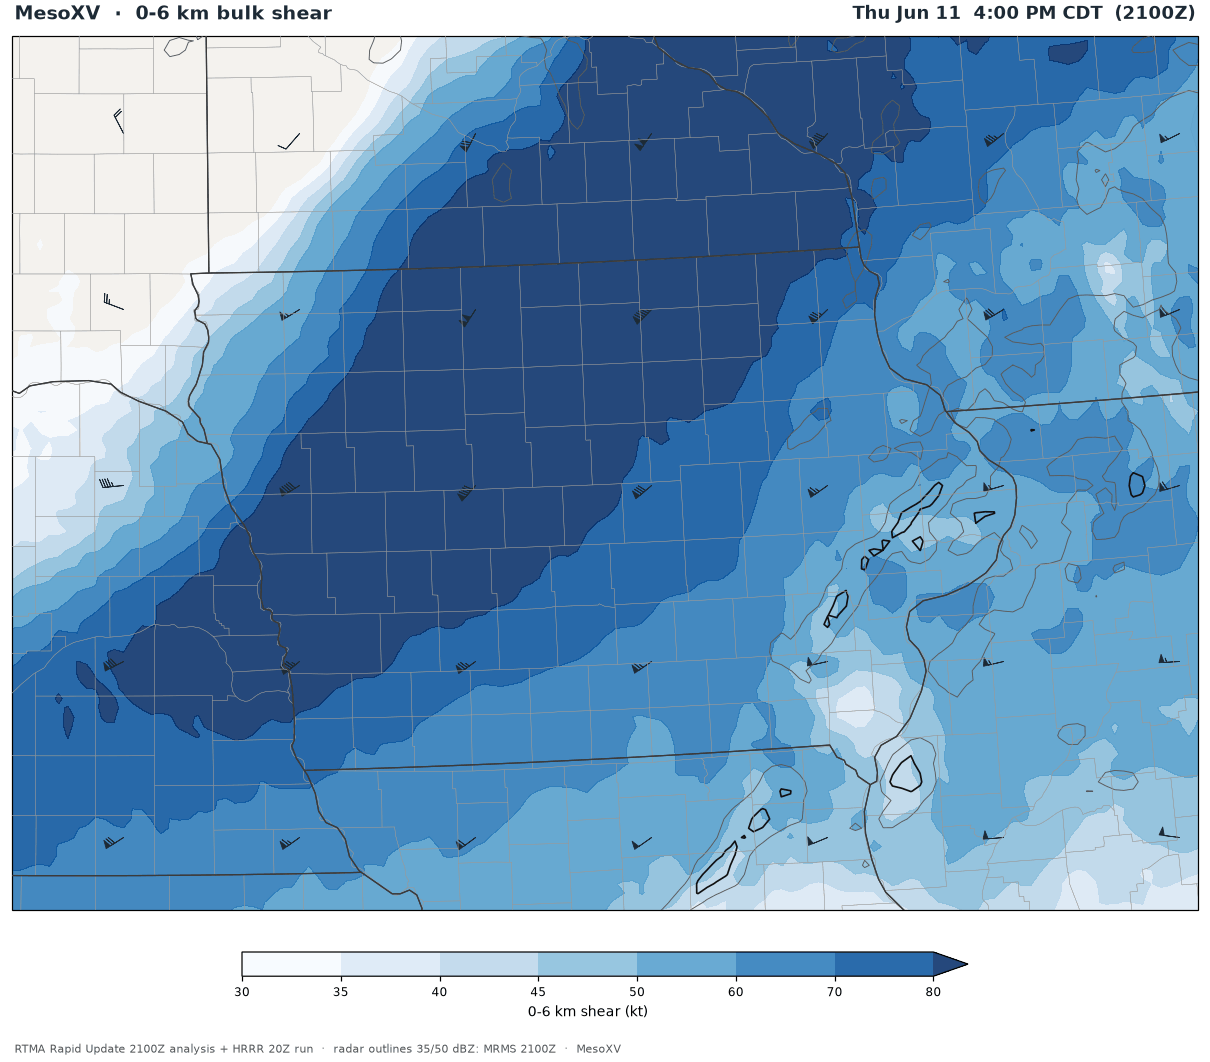 MesoXV · 0-6 km bulk shear
Thu Jun 11 4:00 PM CDT (2100Z)
30 35 40 45 50 60 70 80
0-6 km shear (kt)
RTMA Rapid Update 2100Z analysis + HRRR 20Z run · radar outlines 35/50 dBZ: MRMS 2100Z · MesoXV